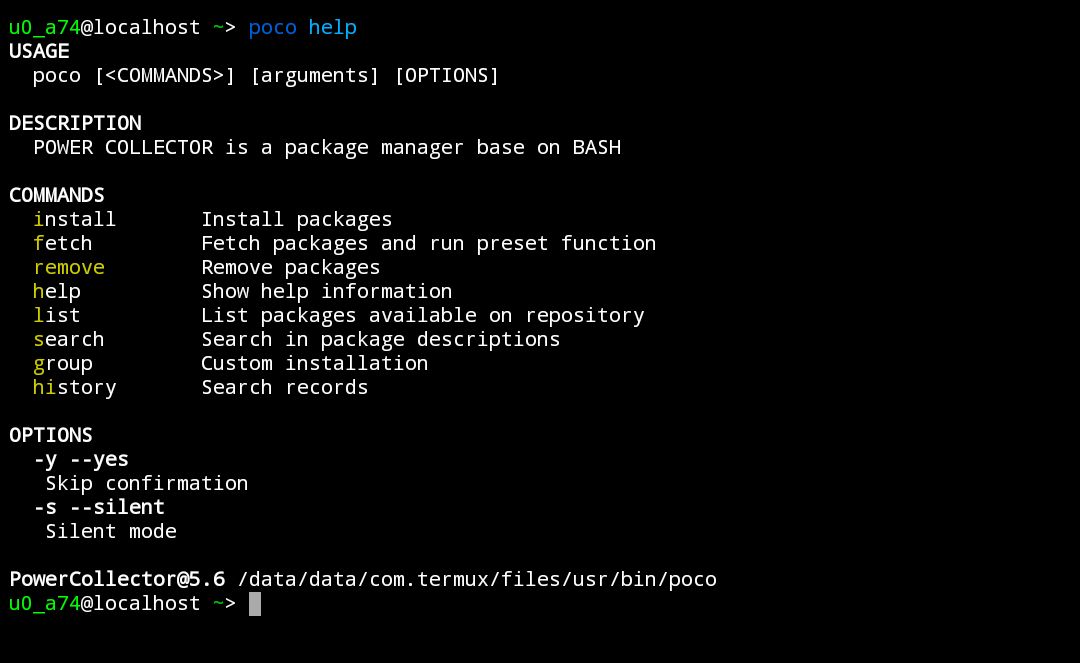 u0_a74@localhost ~> poco help
USAGE
  poco [<COMMANDS>] [arguments] [OPTIONS]

DESCRIPTION
  POWER COLLECTOR is a package manager base on BASH

COMMANDS
  install       Install packages
  fetch         Fetch packages and run preset function
  remove        Remove packages
  help          Show help information
  list          List packages available on repository
  search        Search in package descriptions
  group         Custom installation
  history       Search records

OPTIONS
  -y --yes
   Skip confirmation
  -s --silent
   Silent mode

PowerCollector@5.6 /data/data/com.termux/files/usr/bin/poco
u0_a74@localhost ~>